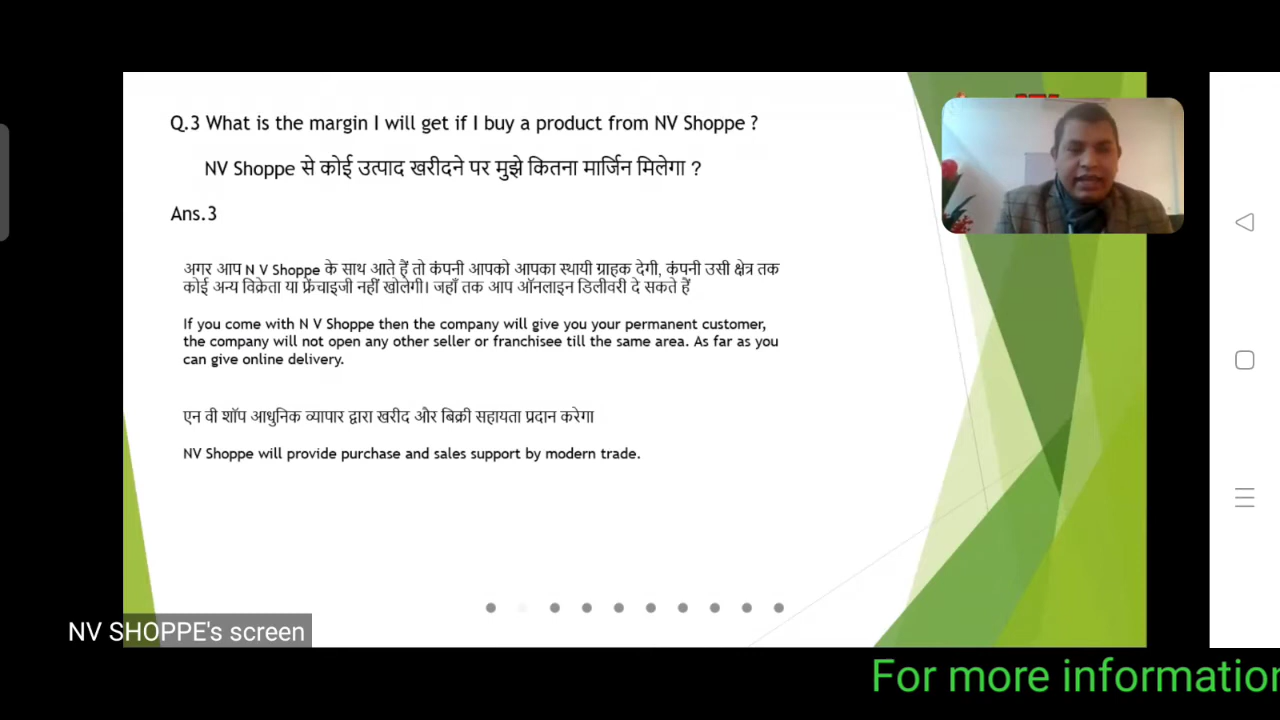 Q.3 What is the margin I will get if I buy a product from NV Shoppe ?
NV Shoppe से कोई उत्पाद खरीदने पर मुझे कितना मार्जिन मिलेगा ?
Ans.3
अगर आप N V Shoppe के साथ आते हैं तो कंपनी आपको आपका स्थायी ग्राहक देगी, कंपनी उसी क्षेत्र तक
कोई अन्य विक्रेता या फ्रैंचाइजी नहीं खोलेगी। जहाँ तक आप ऑनलाइन डिलीवरी दे सकते हैं
If you come with N V Shoppe then the company will give you your permanent customer,
the company will not open any other seller or franchisee till the same area. As far as you
can give online delivery.
एन वी शॉप आधुनिक व्यापार द्वारा खरीद और बिक्री सहायता प्रदान करेगा
NV Shoppe will provide purchase and sales support by modern trade.
NV SHOPPE's screen
For more information